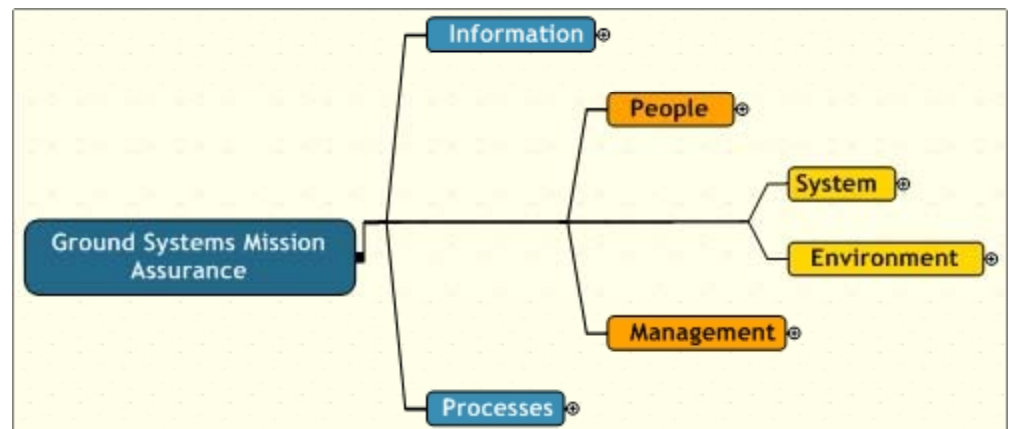 Information
People
System
Ground Systems Mission
Assurance
Environment
Management
Processes